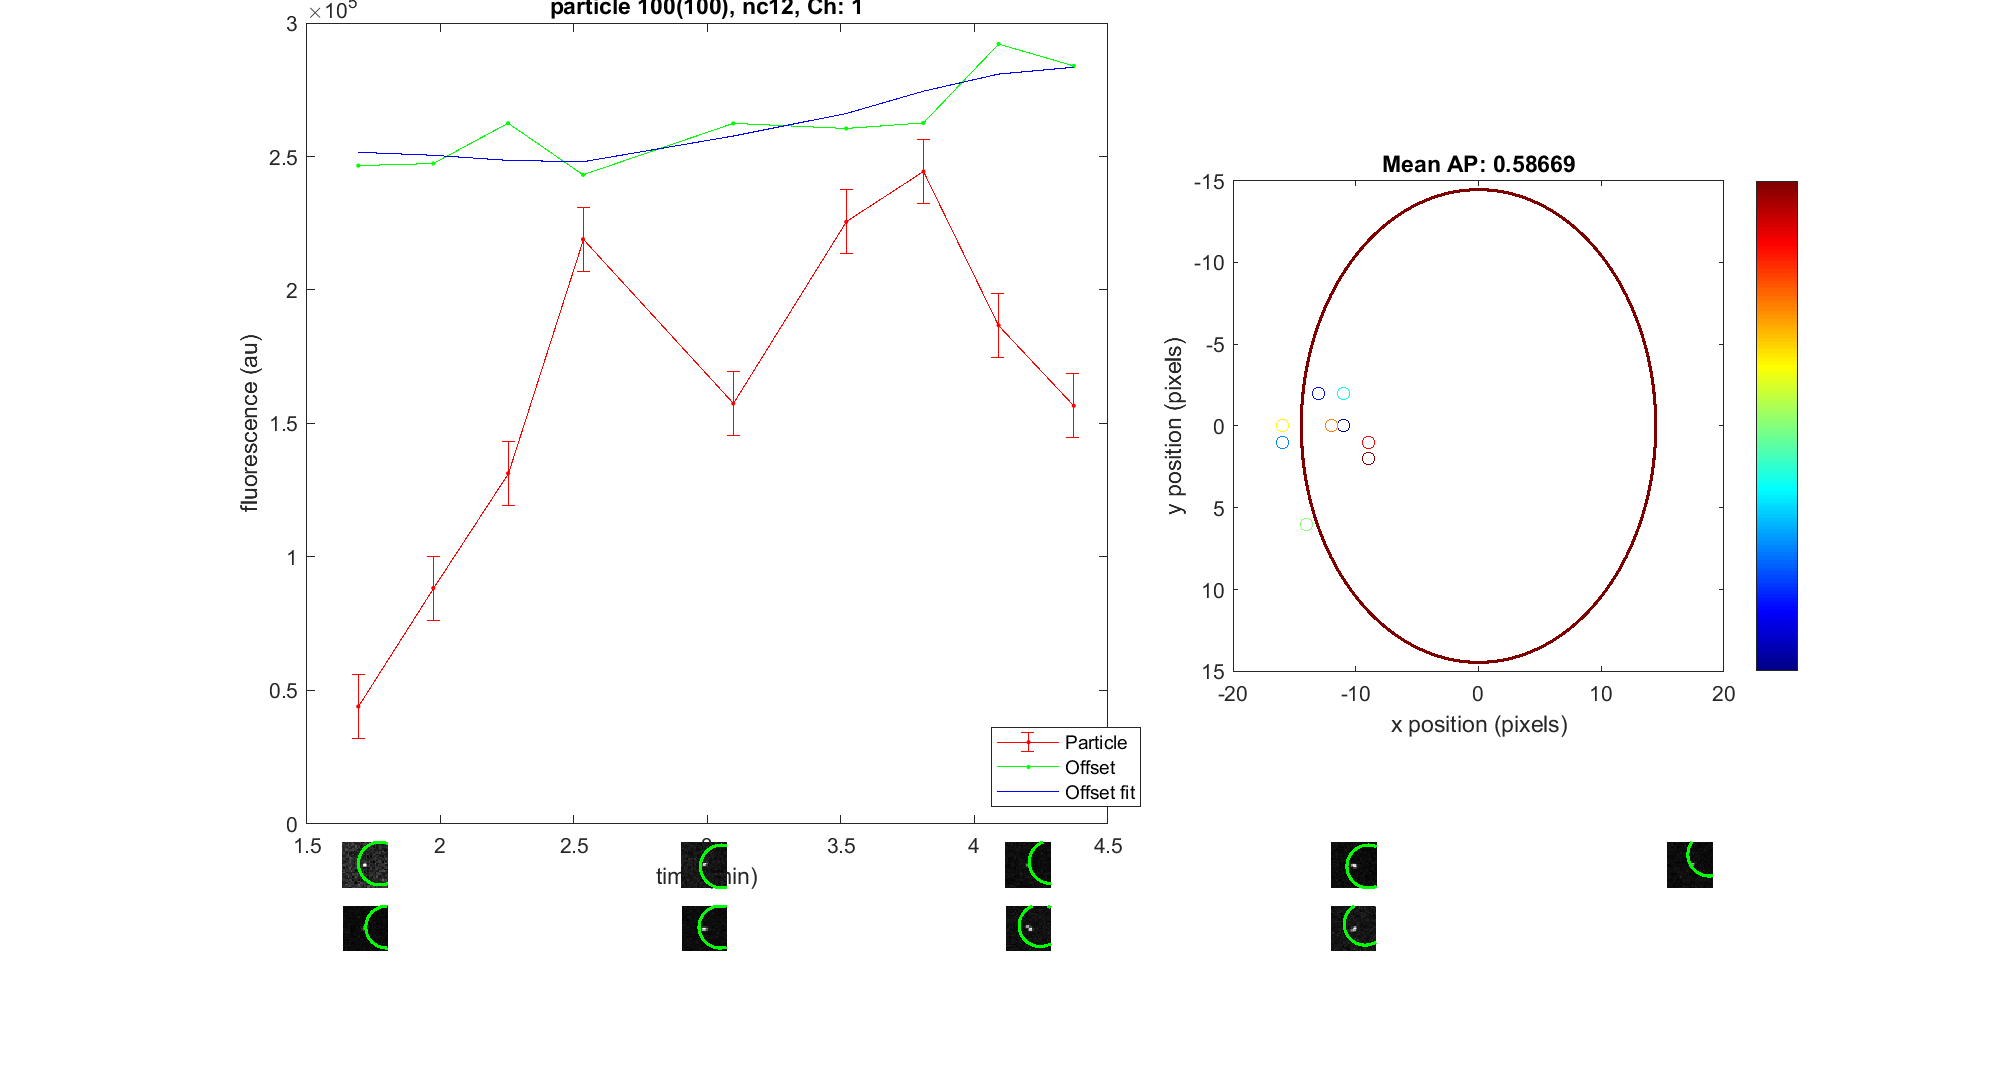 ×10⁵
particle 100(100), nc12, Ch: 1
3
2.5
2
1.5
1
0.5
0
fluorescence (au)
1.5 2 2.5 3.5 4 4.5
Particle
Offset
Offset fit
Mean AP: 0.58669
-15
-10
-5
0
5
10
15
y position (pixels)
-20 -10 0 10 20
x position (pixels)